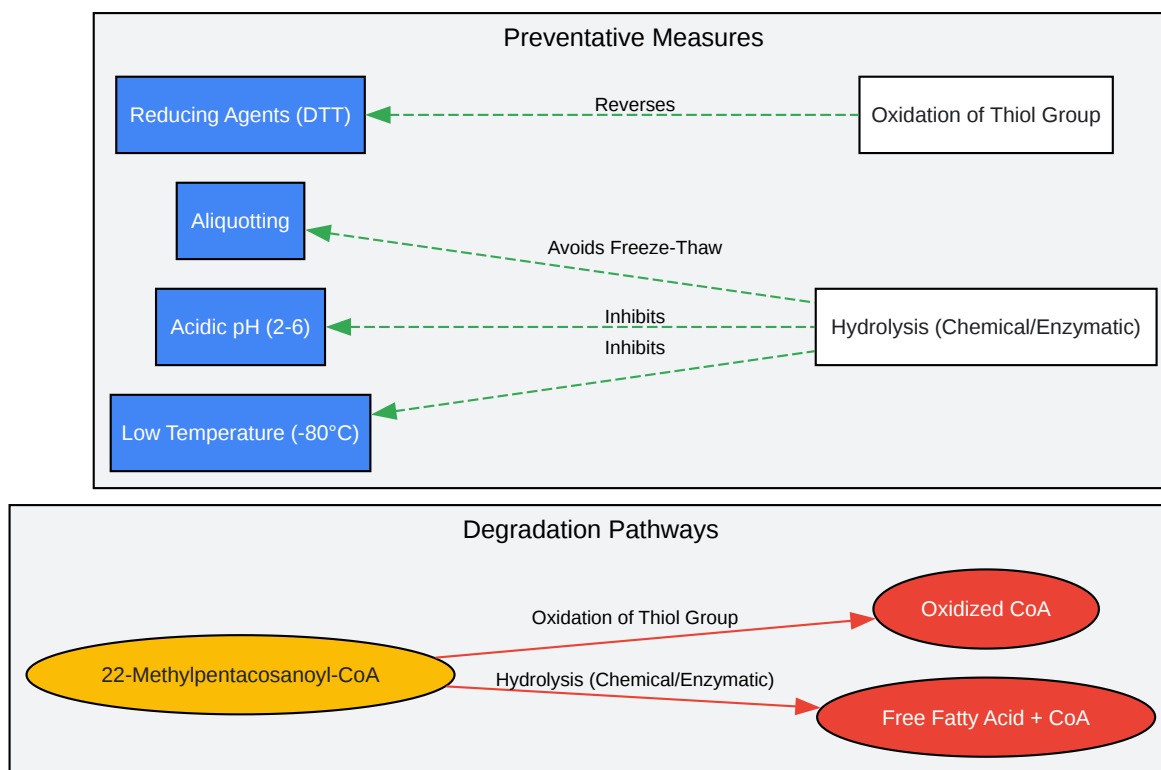 Preventative Measures
Reducing Agents (DTT)
Reverses
Oxidation of Thiol Group
Aliquotting
Avoids Freeze-Thaw
Acidic pH (2-6)
Inhibits
Hydrolysis (Chemical/Enzymatic)
Inhibits
Low Temperature (-80°C)
Degradation Pathways
Oxidation of Thiol Group
Oxidized CoA
22-Methylpentacosanoyl-CoA
Hydrolysis (Chemical/Enzymatic)
Free Fatty Acid + CoA